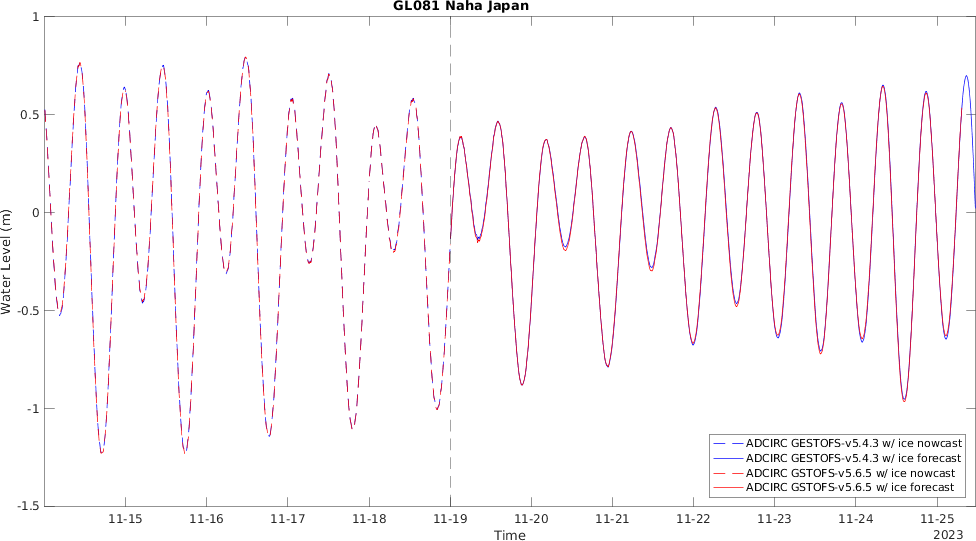 GL081 Naha Japan
Water Level (m)
1
0.5
0
-0.5
-1
-1.5
ADCIRC GESTOFS-v5.4.3 w/ ice nowcast
ADCIRC GESTOFS-v5.4.3 w/ ice forecast
ADCIRC GSTOFS-v5.6.5 w/ ice nowcast
ADCIRC GSTOFS-v5.6.5 w/ ice forecast
11-15 11-16 11-17 11-18 11-19 11-20 11-21 11-22 11-23 11-24 11-25
Time
2023